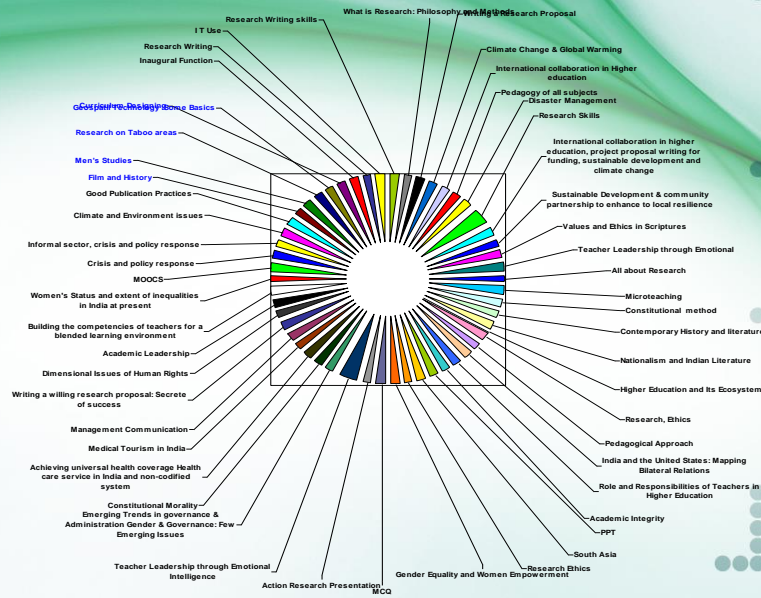 What is Research: Philosophy and Methods
Writing a Research Proposal
Research Writing skills
I T Use
Research Writing
Inaugural Function
Curriculum Designing
Geospatil Technology Some Basics
Research on Taboo areas
Men's Studies
Film and History
Good Publication Practices
Climate and Environment issues
Informal sector, crisis and policy response
Crisis and policy response
MOOCS
Women's Status and extent of inequalities
in India at present
Building the competencies of teachers for a
blended learning environment
Academic Leadership
Dimensional Issues of Human Rights
Writing a willing research proposal: Secrete
of success
Management Communication
Medical Tourism in India
Achieving universal health coverage Health
care service in India and non-codified
system
Constitutional Morality
Emerging Trends in governance &
Administration Gender & Governance: Few
Emerging Issues
Teacher Leadership through Emotional
Intelligence
Action Research Presentation
MCQ
Climate Change & Global Warming
International collaboration in Higher
education
Pedagogy of all subjects
Disaster Management
Research Skills
International collaboration in higher
education, project proposal writing for
funding, sustainable development and
climate change
Sustainable Development & community
partnership to enhance to local resilience
Values and Ethics in Scriptures
Teacher Leadership through Emotional
All about Research
Microteaching
Constitutional method
Contemporary History and literature
Nationalism and Indian Literature
Higher Education and Its Ecosystem
Research, Ethics
Pedagogical Approach
India and the United States: Mapping
Bilateral Relations
Role and Responsibilities of Teachers in
Higher Education
Academic Integrity
PPT
South Asia
Research Ethics
Gender Equality and Women Empowerment